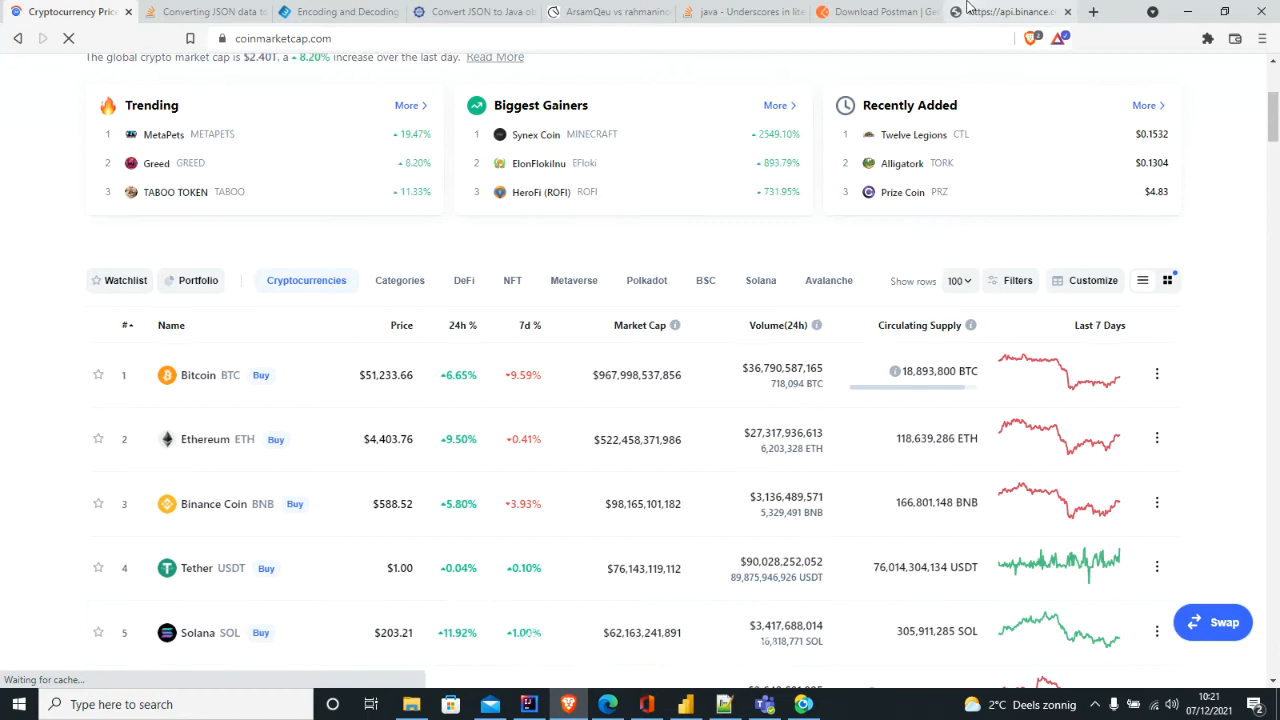 Cryptocurrency Price
Converting JSON data to
Encoding and Decoding
Convert JSON to Java ob
ArsamQeu vs rahmaninc
java - Underscores in lite
Download Postman | Get
https://api.binance.c
coinmarketcap.com
2
The global crypto market cap is $2.40T, a 8.20% increase over the last day. Read More
Trending
More
1 MetaPets METAPETS 19.47%
2 Greed GREED 8.20%
3 TABOO TOKEN TABOO 11.33%
Biggest Gainers
More
1 Synex Coin MINECRAFT 2549.10%
2 ElonFlokiInu EFloki 893.79%
3 HeroFi (ROFI) ROFI 731.95%
Recently Added
More
1 Twelve Legions CTL $0.1532
2 Alligatork TORK $0.1304
3 Prize Coin PRZ $4.83
Watchlist Portfolio Cryptocurrencies Categories DeFi NFT Metaverse Polkadot BSC Solana Avalanche Show rows 100 Filters Customize
# Name Price 24h % 7d % Market Cap Volume(24h) Circulating Supply Last 7 Days
1 Bitcoin BTC Buy $51,233.66 6.65% 9.59% $967,998,537,856 $36,790,587,165 18,893,800 BTC
718,094 BTC
2 Ethereum ETH Buy $4,403.76 9.50% 0.41% $522,458,371,986 $27,317,936,613 118,639,286 ETH
6,203,328 ETH
3 Binance Coin BNB Buy $588.52 5.80% 3.93% $98,165,101,182 $3,136,489,571 166,801,148 BNB
5,329,491 BNB
4 Tether USDT Buy $1.00 0.04% 0.10% $76,143,119,112 $90,028,252,052 76,014,304,134 USDT
89,875,946,926 USDT
5 Solana SOL Buy $203.21 11.92% 1.00% $62,163,241,891 $3,417,688,014 305,911,285 SOL
16,818,771 SOL
Swap
Waiting for cache...
Type here to search
2°C Deels zonnig
10:21
07/12/2021
2